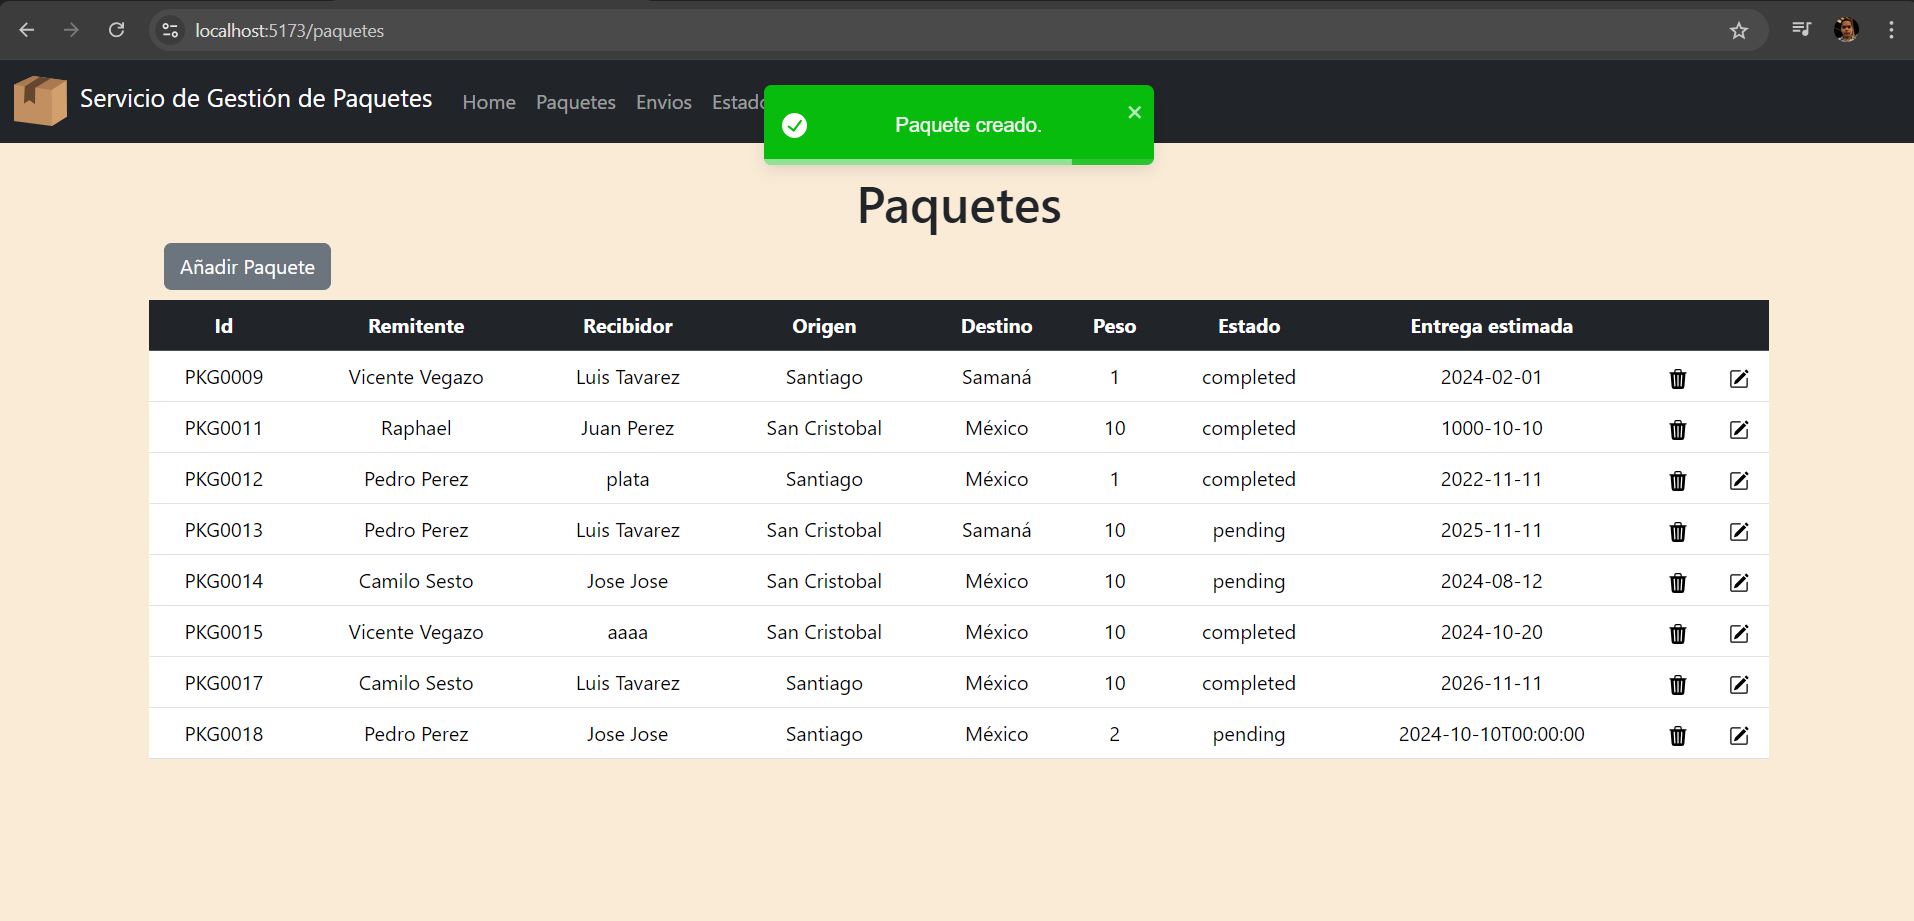 localhost:5173/paquetes
Servicio de Gestión de Paquetes Home Paquetes Envios Estado
Paquete creado.
Paquetes
Añadir Paquete
Id Remitente Recibidor Origen Destino Peso Estado Entrega estimada
PKG0009 Vicente Vegazo Luis Tavarez Santiago Samaná 1 completed 2024-02-01
PKG0011 Raphael Juan Perez San Cristobal México 10 completed 1000-10-10
PKG0012 Pedro Perez plata Santiago México 1 completed 2022-11-11
PKG0013 Pedro Perez Luis Tavarez San Cristobal Samaná 10 pending 2025-11-11
PKG0014 Camilo Sesto Jose Jose San Cristobal México 10 pending 2024-08-12
PKG0015 Vicente Vegazo aaaa San Cristobal México 10 completed 2024-10-20
PKG0017 Camilo Sesto Luis Tavarez Santiago México 10 completed 2026-11-11
PKG0018 Pedro Perez Jose Jose Santiago México 2 pending 2024-10-10T00:00:00